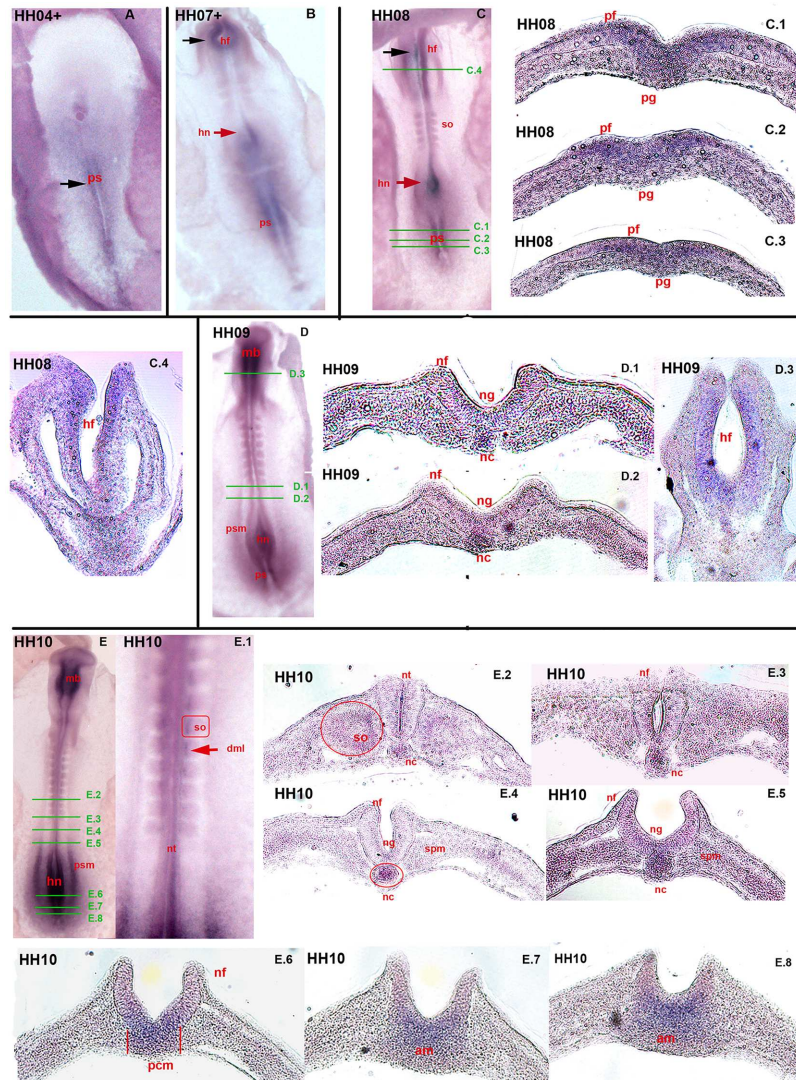 HH04+ A
ps
HH07+ B
hf
hn
ps
HH08 C
hf
C.4
so
hn
C.1
ps C.2
C.3
HH08 pf C.1
pg
HH08 pf C.2
pg
HH08 pf C.3
pg
HH08 C.4
hf
HH09 D
mb
D.3
D.1
D.2
psm
hn
ps
HH09 nf D.1
ng
nc
HH09 nf D.2
ng
nc
HH09 D.3
hf
HH10 E
mb
E.2
E.3
E.4
E.5
psm
hn
E.6
E.7
E.8
HH10 E.1
so
dml
nt
HH10 nt E.2
so
nc
HH10 nf E.3
nc
HH10 nf E.4
ng
spm
nc
HH10 nf E.5
ng
spm
nc
HH10 E.6
nf
pcm
HH10 E.7
am
HH10 E.8
am